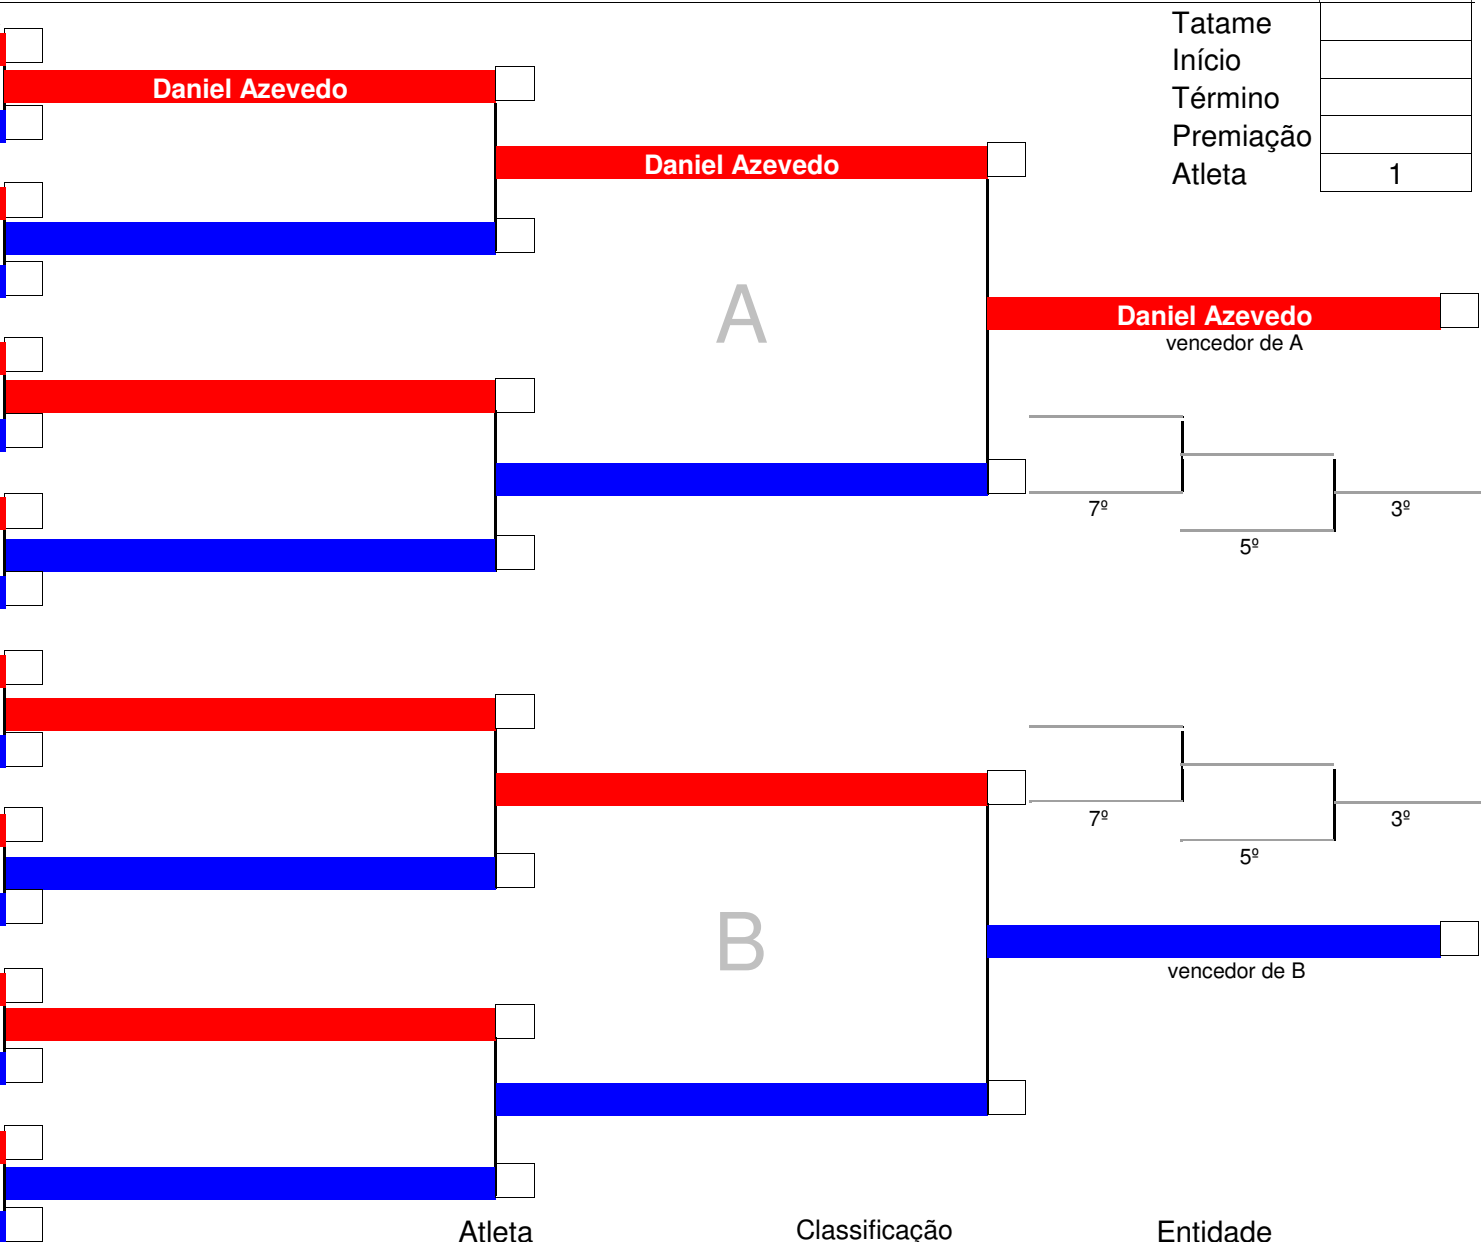 Tatame
Início
Término
Premiação
Atleta 1
Daniel Azevedo
Daniel Azevedo
A
Daniel Azevedo
vencedor de A
7º
3º
5º
7º
3º
5º
B
vencedor de B
Atleta Classificação Entidade